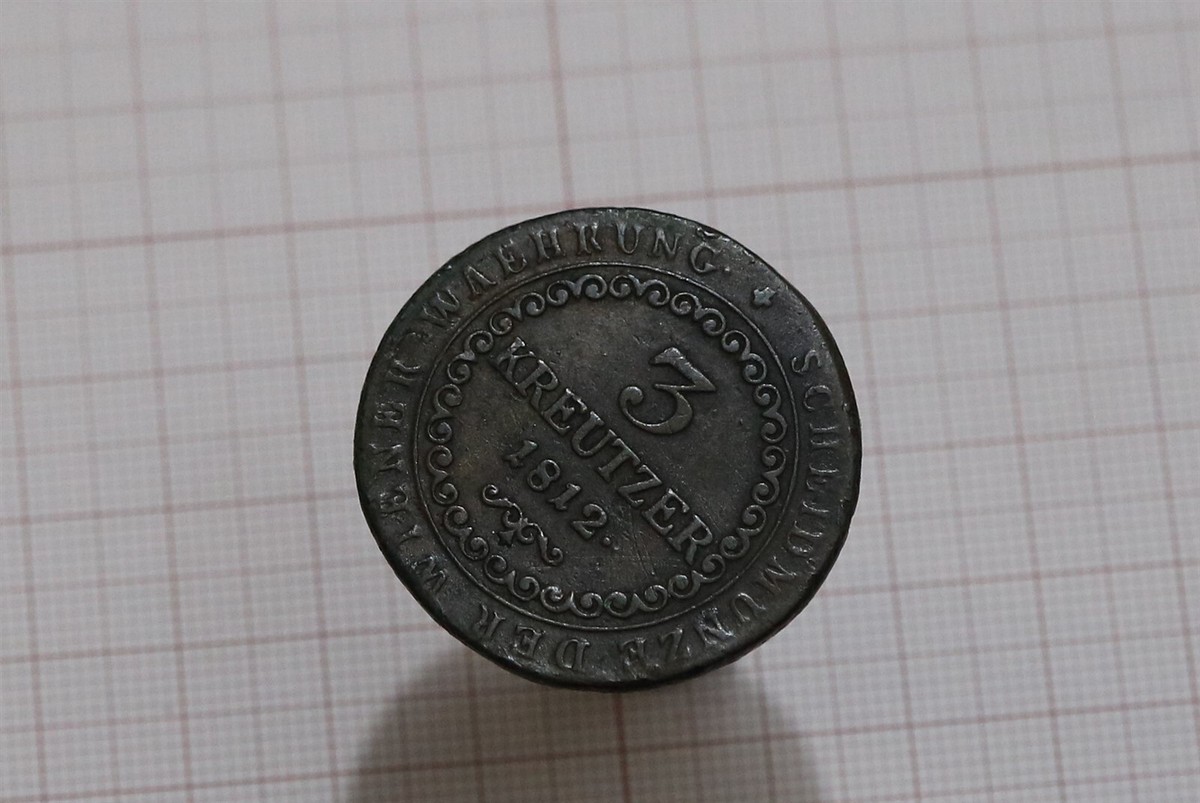 SCHEIDMUNZE DER WIENER WAEHRUNG.
3
KREUTZER
1812.